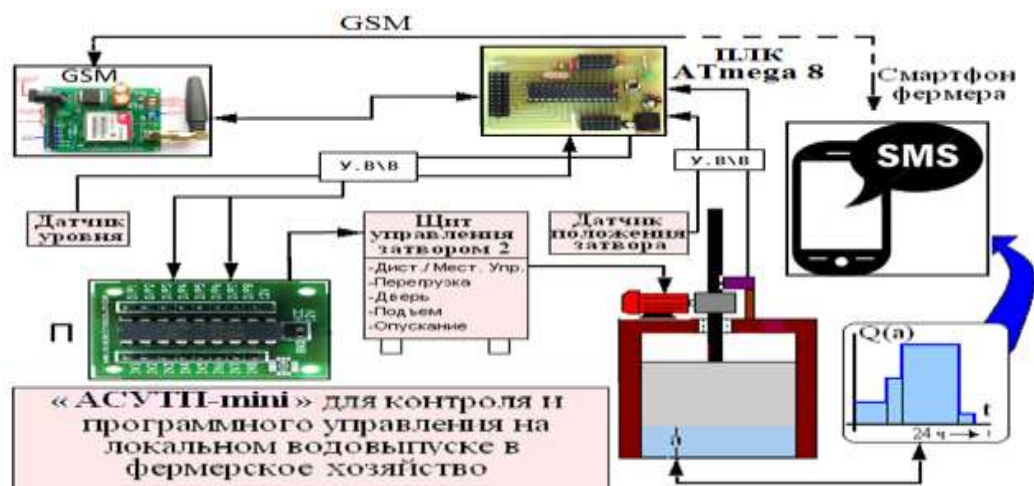 GSM
GSM
ПЛК
ATmega 8
Смартфон
фермера
SMS
У.В\В
У.В\В
Датчик
уровня
Щит
управления
затвором 2
-Дист./ Мест. Упр.
-Перегрузка
-Дверь
-Подъем
-Опускание
Датчик
положения
затвора
П
Q(a)
t
24 ч
a
« АСУТП-mini » для контроля и
программного управления на
локальном водовыпуске в
фермерское хозяйство